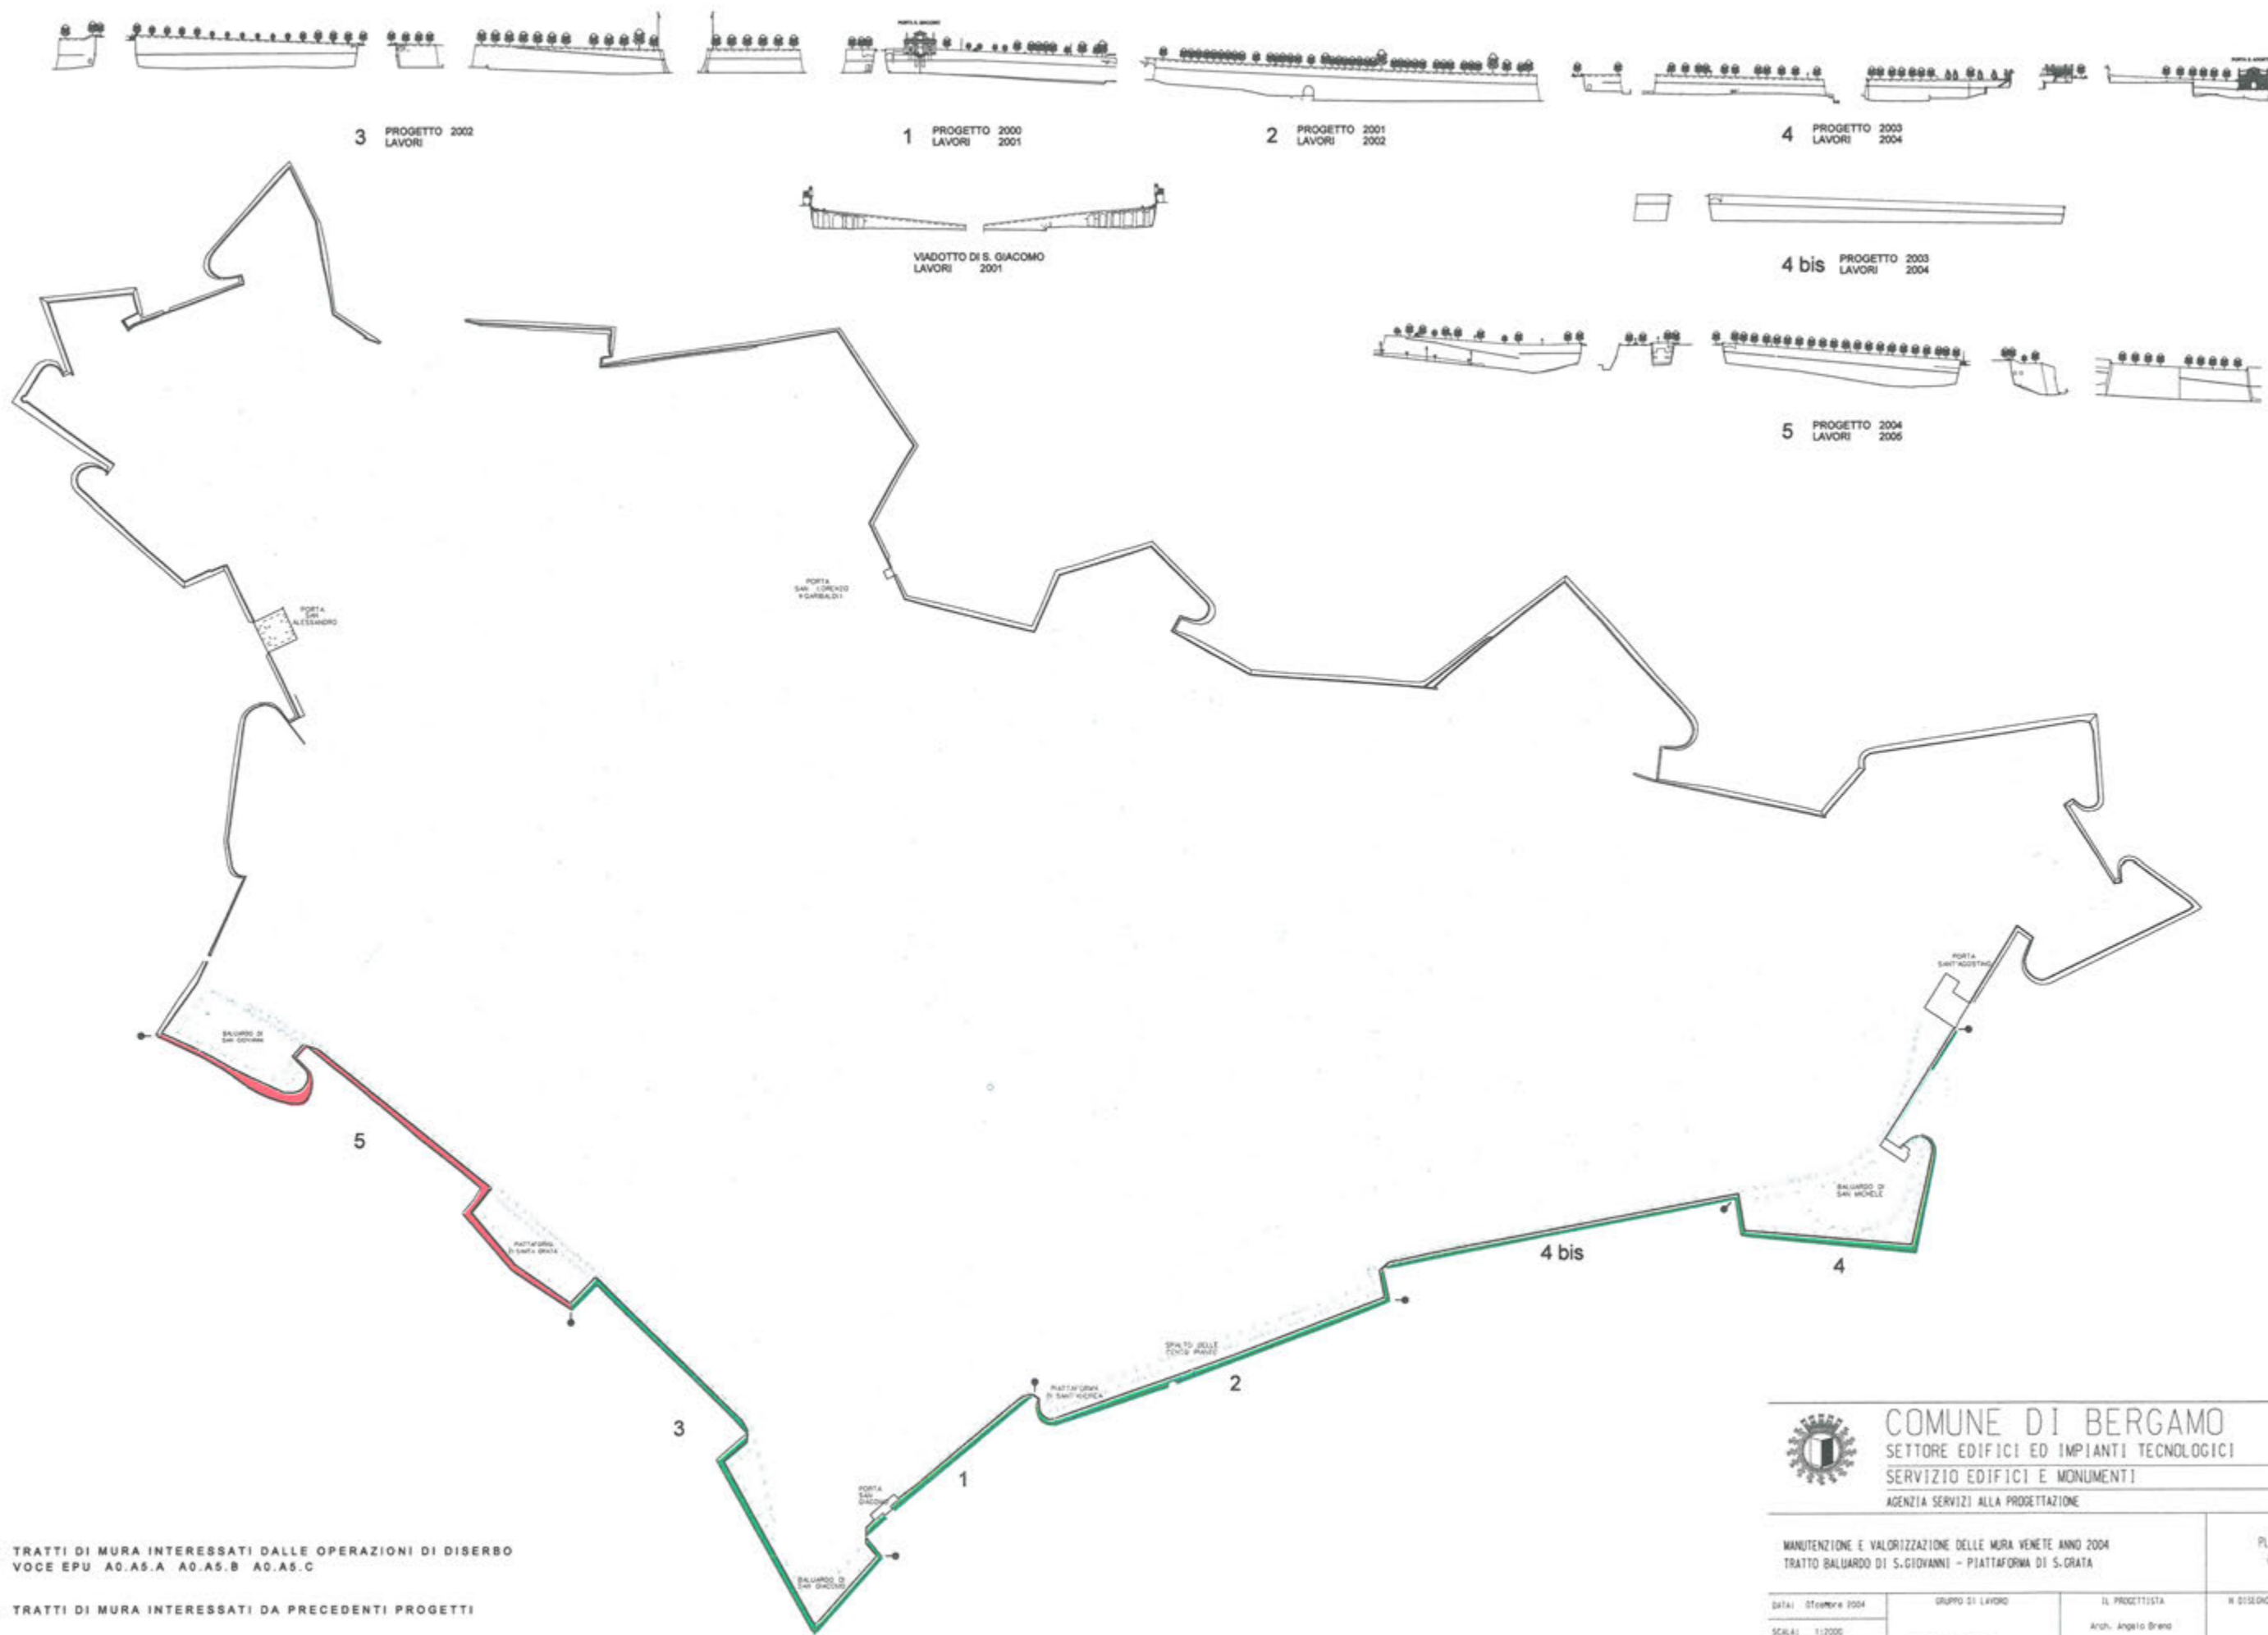 PORTA S. GIACOMO
3 PROGETTO 2002
LAVORI
1 PROGETTO 2000
LAVORI 2001
2 PROGETTO 2001
LAVORI 2002
4 PROGETTO 2003
LAVORI 2004
VIADOTTO DI S. GIACOMO
LAVORI 2001
4 bis PROGETTO 2003
LAVORI 2004
5 PROGETTO 2004
LAVORI 2005
PORTA
SAN
ALESSANDRO
PORTA
SAN LORENZO
PORTA
SANT'AGOSTINO
BALUARDO DI
SAN GIOVANNI
5
PIATTAFORMA
DI SANTA GRATA
BALUARDO DI
SAN MICHELE
4 bis
4
SPALTO DELLE
CENTO PIANTE
2
PIATTAFORMA
DI SANT'ANDREA
3
1
PORTA
SAN
GIACOMO
BALUARDO DI
SAN GIACOMO
TRATTI DI MURA INTERESSATI DALLE OPERAZIONI DI DISERBO
VOCE EPU A0.A5.A A0.A5.B A0.A5.C
TRATTI DI MURA INTERESSATI DA PRECEDENTI PROGETTI
COMUNE DI BERGAMO
SETTORE EDIFICI ED IMPIANTI TECNOLOGICI
SERVIZIO EDIFICI E MONUMENTI
AGENZIA SERVIZI ALLA PROGETTAZIONE
MANUTENZIONE E VALORIZZAZIONE DELLE MURA VENETE ANNO 2004
TRATTO BALUARDO DI S.GIOVANNI - PIATTAFORMA DI S.GRATA
DATA: Dicembre 2004
GRUPPO DI LAVORO
IL PROGETTISTA
Arch. Angelo Brena
SCALA: 1:2000